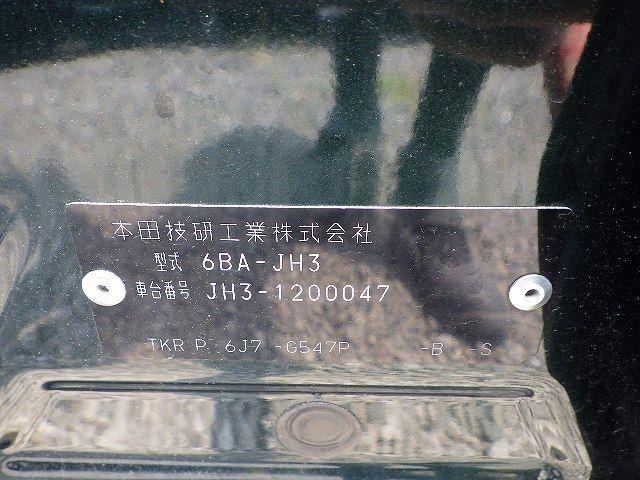 本田技研工業株式会社
型式 6BA-JH3
車台番号 JH3-1200047
TKR P 6J7 -G547P -B -S